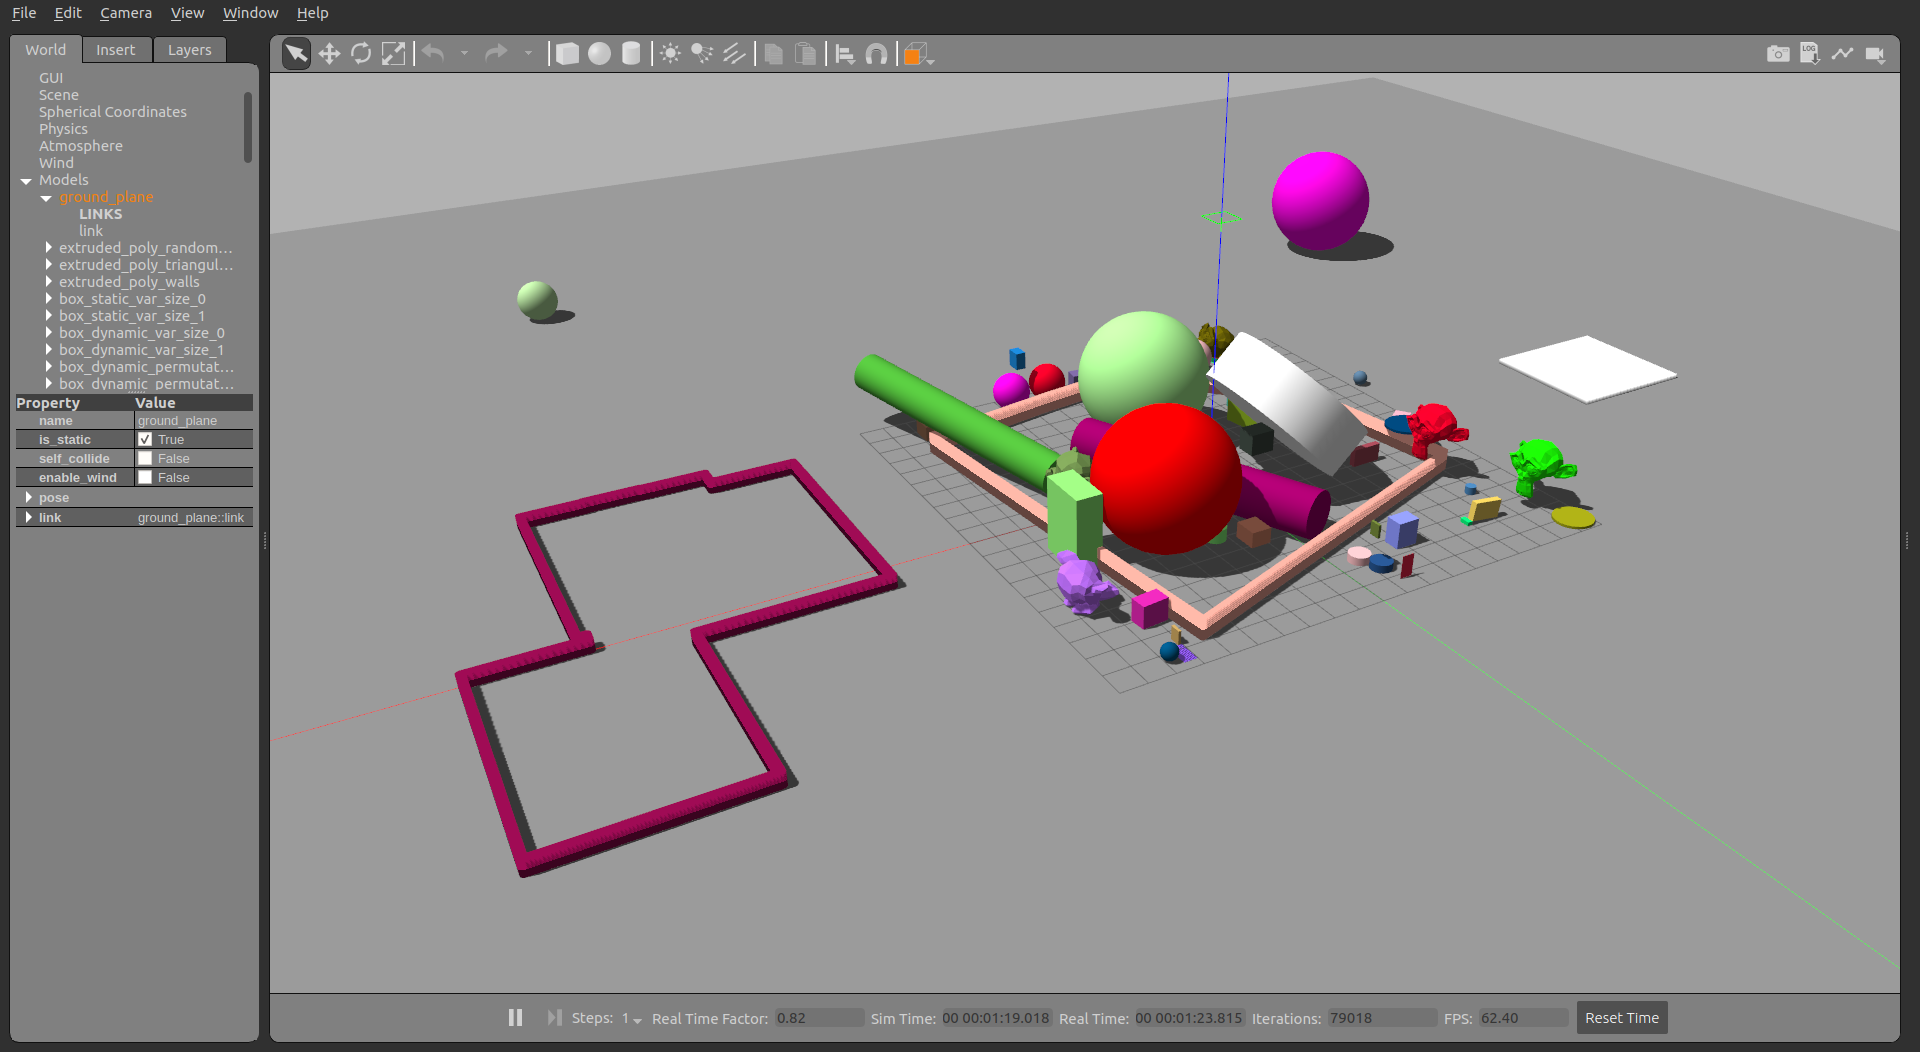 File Edit Camera View Window Help
World Insert Layers
LOG
GUI
Scene
Spherical Coordinates
Physics
Atmosphere
Wind
Models
ground_plane
LINKS
link
extruded_poly_random...
extruded_poly_triangul...
extruded_poly_walls
box_static_var_size_0
box_static_var_size_1
box_dynamic_var_size_0
box_dynamic_var_size_1
box_dynamic_permutat...
box_dynamic_permutat...
Property Value
name ground_plane
is_static True
self_collide False
enable_wind False
pose
link ground_plane::link
Steps: 1 Real Time Factor: 0.82 Sim Time: 00 00:01:19.018 Real Time: 00 00:01:23.815 Iterations: 79018 FPS: 62.40 Reset Time